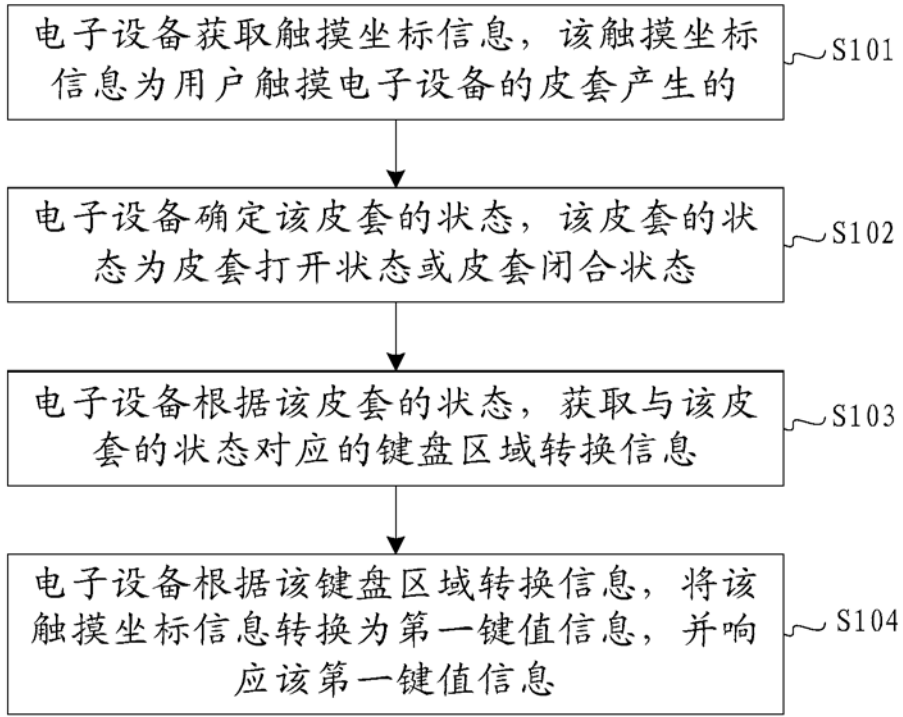 电子设备获取触摸坐标信息，该触摸坐标
信息为用户触摸电子设备的皮套产生的
S101
电子设备确定该皮套的状态，该皮套的状
态为皮套打开状态或皮套闭合状态
S102
电子设备根据该皮套的状态，获取与该皮
套的状态对应的键盘区域转换信息
S103
电子设备根据该键盘区域转换信息，将该
触摸坐标信息转换为第一键值信息，并响
应该第一键值信息
S104